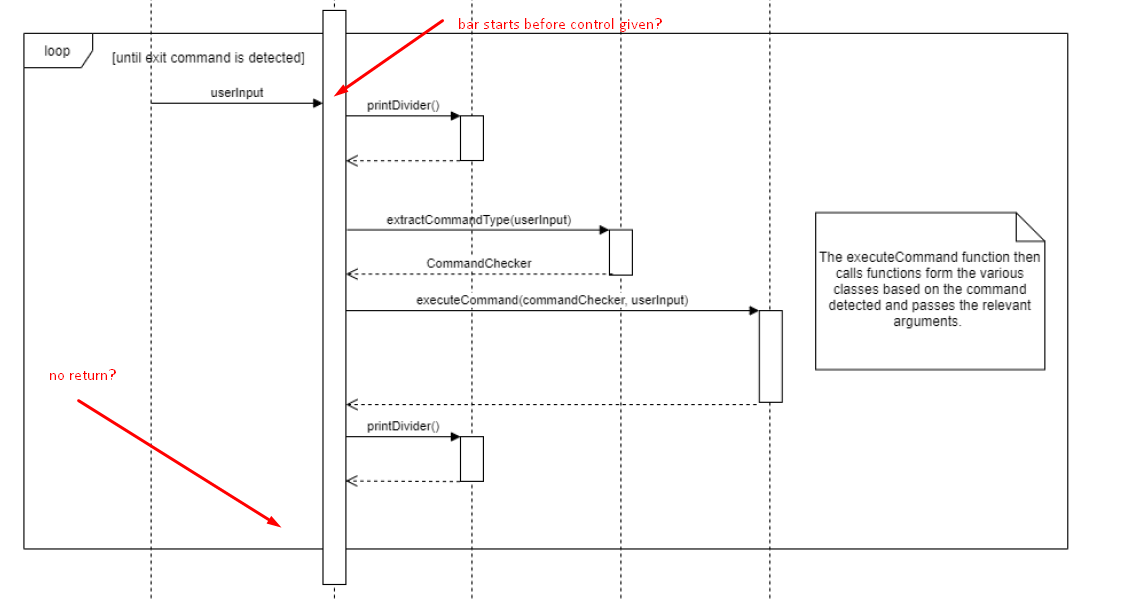 bar starts before control given?
loop
[until exit command is detected]
userInput
printDivider()
extractCommandType(userInput)
CommandChecker
executeCommand(commandChecker, userInput)
The executeCommand function then
calls functions form the various
classes based on the command
detected and passes the relevant
arguments.
no return?
printDivider()